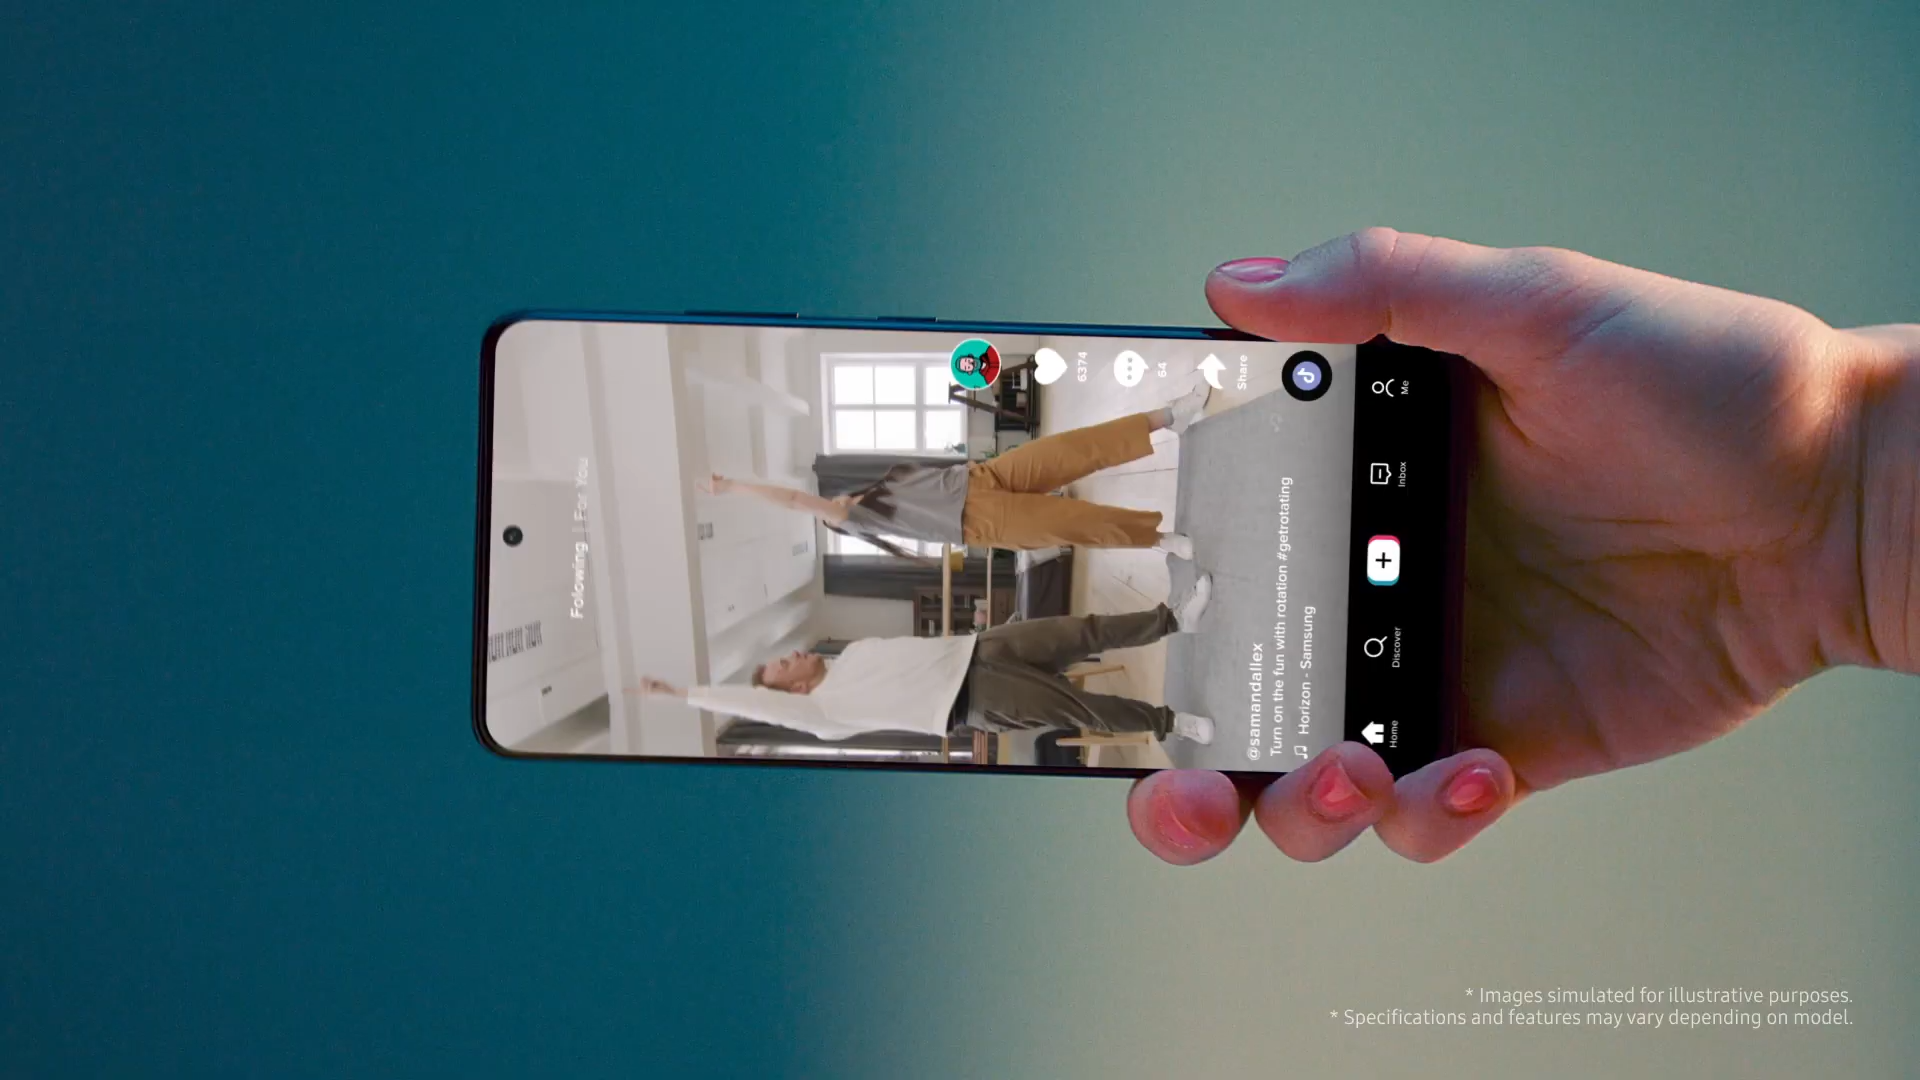 Following | For You
6374
64
Share
@samandallex
Turn on the fun with rotation #getrotating
Horizon - Samsung
Home
Discover
Inbox
Me
* Images simulated for illustrative purposes.
* Specifications and features may vary depending on model.